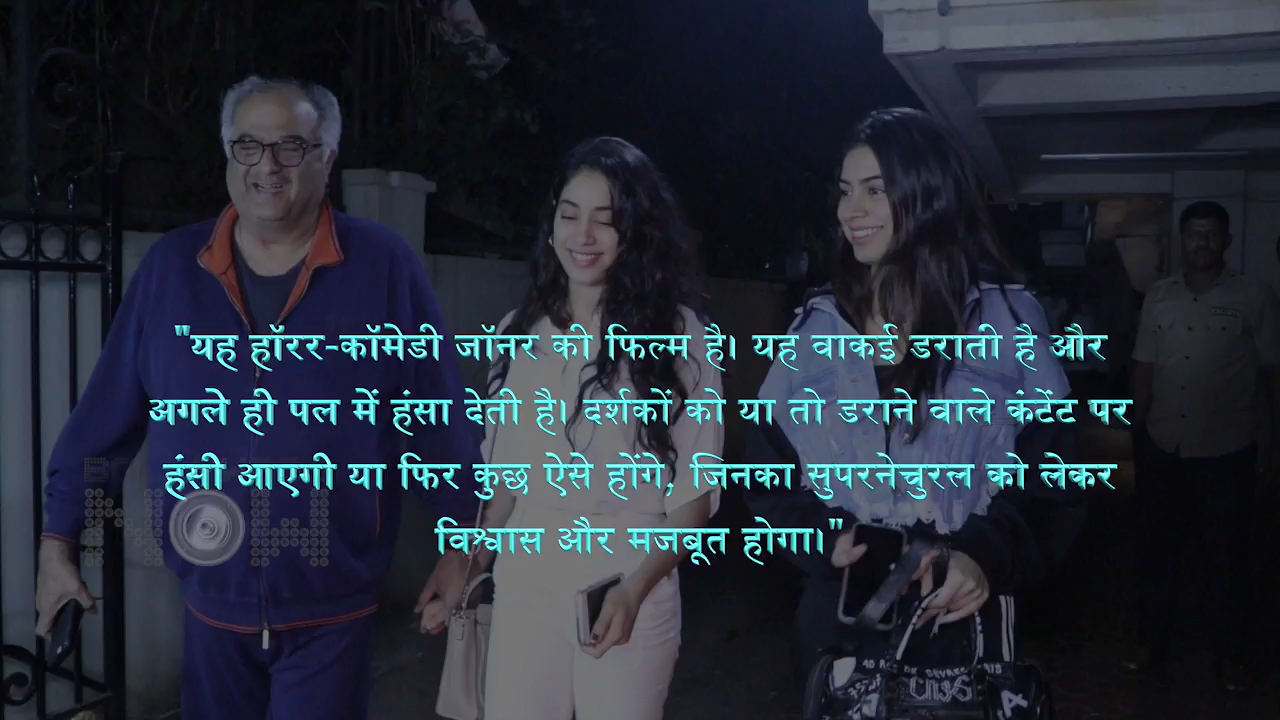 "यह हॉरर-कॉमेडी जॉनर की फिल्म है। यह वाकई डराती है और
अगले ही पल में हंसा देती है। दर्शकों को या तो डराने वाले कंटेंट पर
हंसी आएगी या फिर कुछ ऐसे होंगे, जिनका सुपरनेचुरल को लेकर
विश्वास और मजबूत होगा।"
NOW